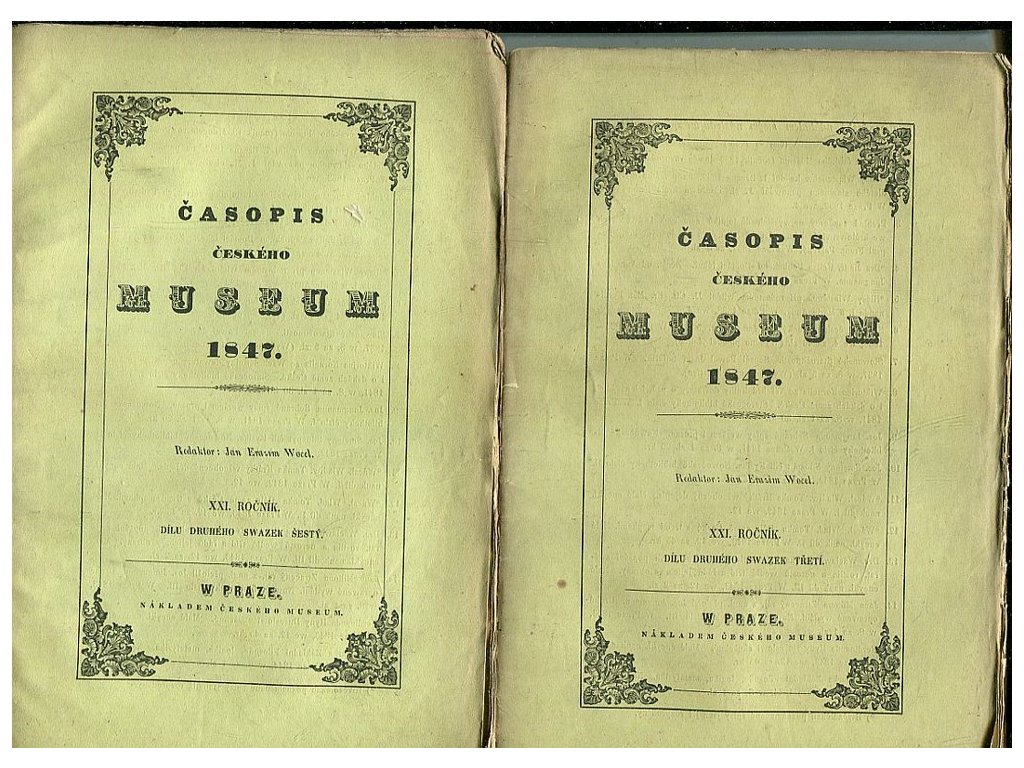 ČASOPIS
ČESKÉHO
MUSEUM
1847.
Redaktor: Jan Erazim Wocel.
XXI. ROČNÍK.
DÍLU DRUHÉHO SWAZEK ŠESTÝ.
W PRAZE.
NÁKLADEM ČESKÉHO MUSEUM.
ČASOPIS
ČESKÉHO
MUSEUM
1847.
Redaktor: Jan Erazim Wocel.
XXI. ROČNÍK.
DÍLU DRUHÉHO SWAZEK TŘETÍ.
W PRAZE.
NÁKLADEM ČESKÉHO MUSEUM.